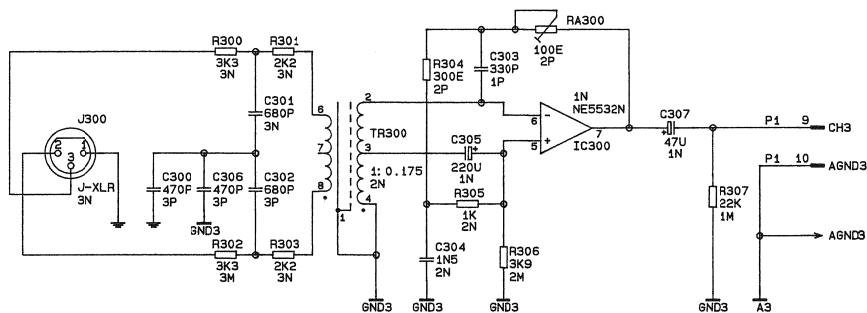 R300
3K3
3N
R301
2K2
3N
C301
680P
3N
J300
2
1
3
J-XLR
3N
C300
470P
3P
C306
470P
3P
GND3
C302
680P
3P
R302
3K3
3M
R303
2K2
3N
6
7
8
1
2
3
4
TR300
1: 0.175
2N
GND3
R304
300E
2P
C303
330P
1P
RA300
100E
2P
C305
220U
1N
+
R305
1K
2N
C304
1N5
2N
GND3
R306
3K9
2M
GND3
1N
NE5532N
6
-
5
+
7
IC300
C307
+
47U
1N
R307
22K
1M
GND3
P1 9 CH3
P1 10 AGND3
AGND3
A3